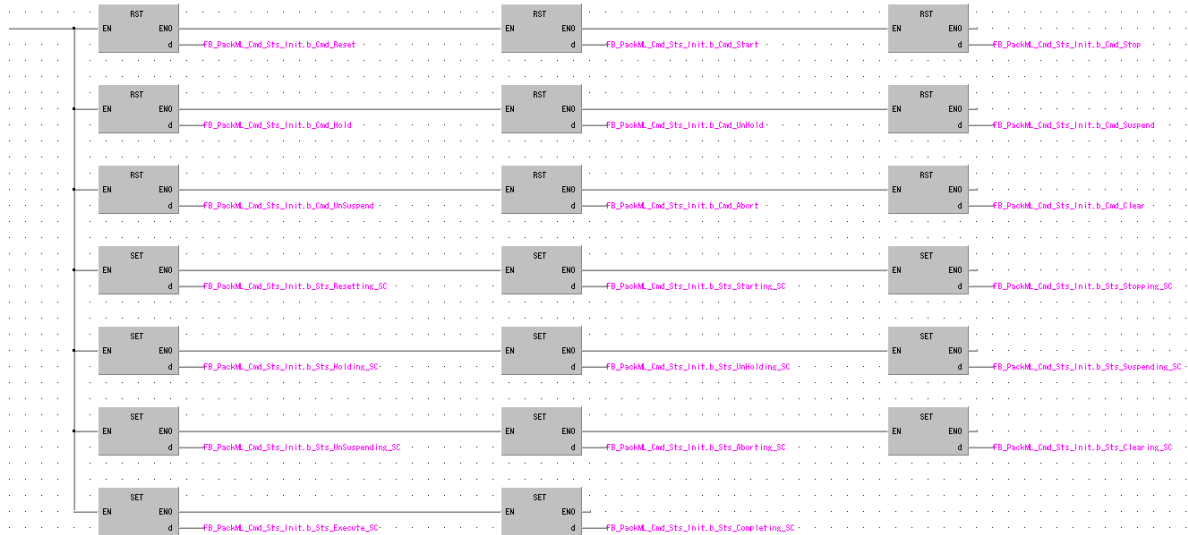 RST RST RST
EN ENO EN ENO EN ENO
d FB_PackML_Cmd_Sts_Init.b_Cmd_Reset d FB_PackML_Cmd_Sts_Init.b_Cmd_Start d FB_PackML_Cmd_Sts_Init.b_Cmd_Stop
RST RST RST
EN ENO EN ENO EN ENO
d FB_PackML_Cmd_Sts_Init.b_Cmd_Hold d FB_PackML_Cmd_Sts_Init.b_Cmd_UnHold d FB_PackML_Cmd_Sts_Init.b_Cmd_Suspend
RST RST RST
EN ENO EN ENO EN ENO
d FB_PackML_Cmd_Sts_Init.b_Cmd_UnSuspend d FB_PackML_Cmd_Sts_Init.b_Cmd_Abort d FB_PackML_Cmd_Sts_Init.b_Cmd_Clear
SET SET SET
EN ENO EN ENO EN ENO
d FB_PackML_Cmd_Sts_Init.b_Sts_Resetting_SC d FB_PackML_Cmd_Sts_Init.b_Sts_Starting_SC d FB_PackML_Cmd_Sts_Init.b_Sts_Stopping_SC
SET SET SET
EN ENO EN ENO EN ENO
d FB_PackML_Cmd_Sts_Init.b_Sts_Holding_SC d FB_PackML_Cmd_Sts_Init.b_Sts_UnHolding_SC d FB_PackML_Cmd_Sts_Init.b_Sts_Suspending_SC
SET SET SET
EN ENO EN ENO EN ENO
d FB_PackML_Cmd_Sts_Init.b_Sts_UnSuspending_SC d FB_PackML_Cmd_Sts_Init.b_Sts_Aborting_SC d FB_PackML_Cmd_Sts_Init.b_Sts_Clearing_SC
SET SET
EN ENO EN ENO
d FB_PackML_Cmd_Sts_Init.b_Sts_Execute_SC d FB_PackML_Cmd_Sts_Init.b_Sts_Completing_SC